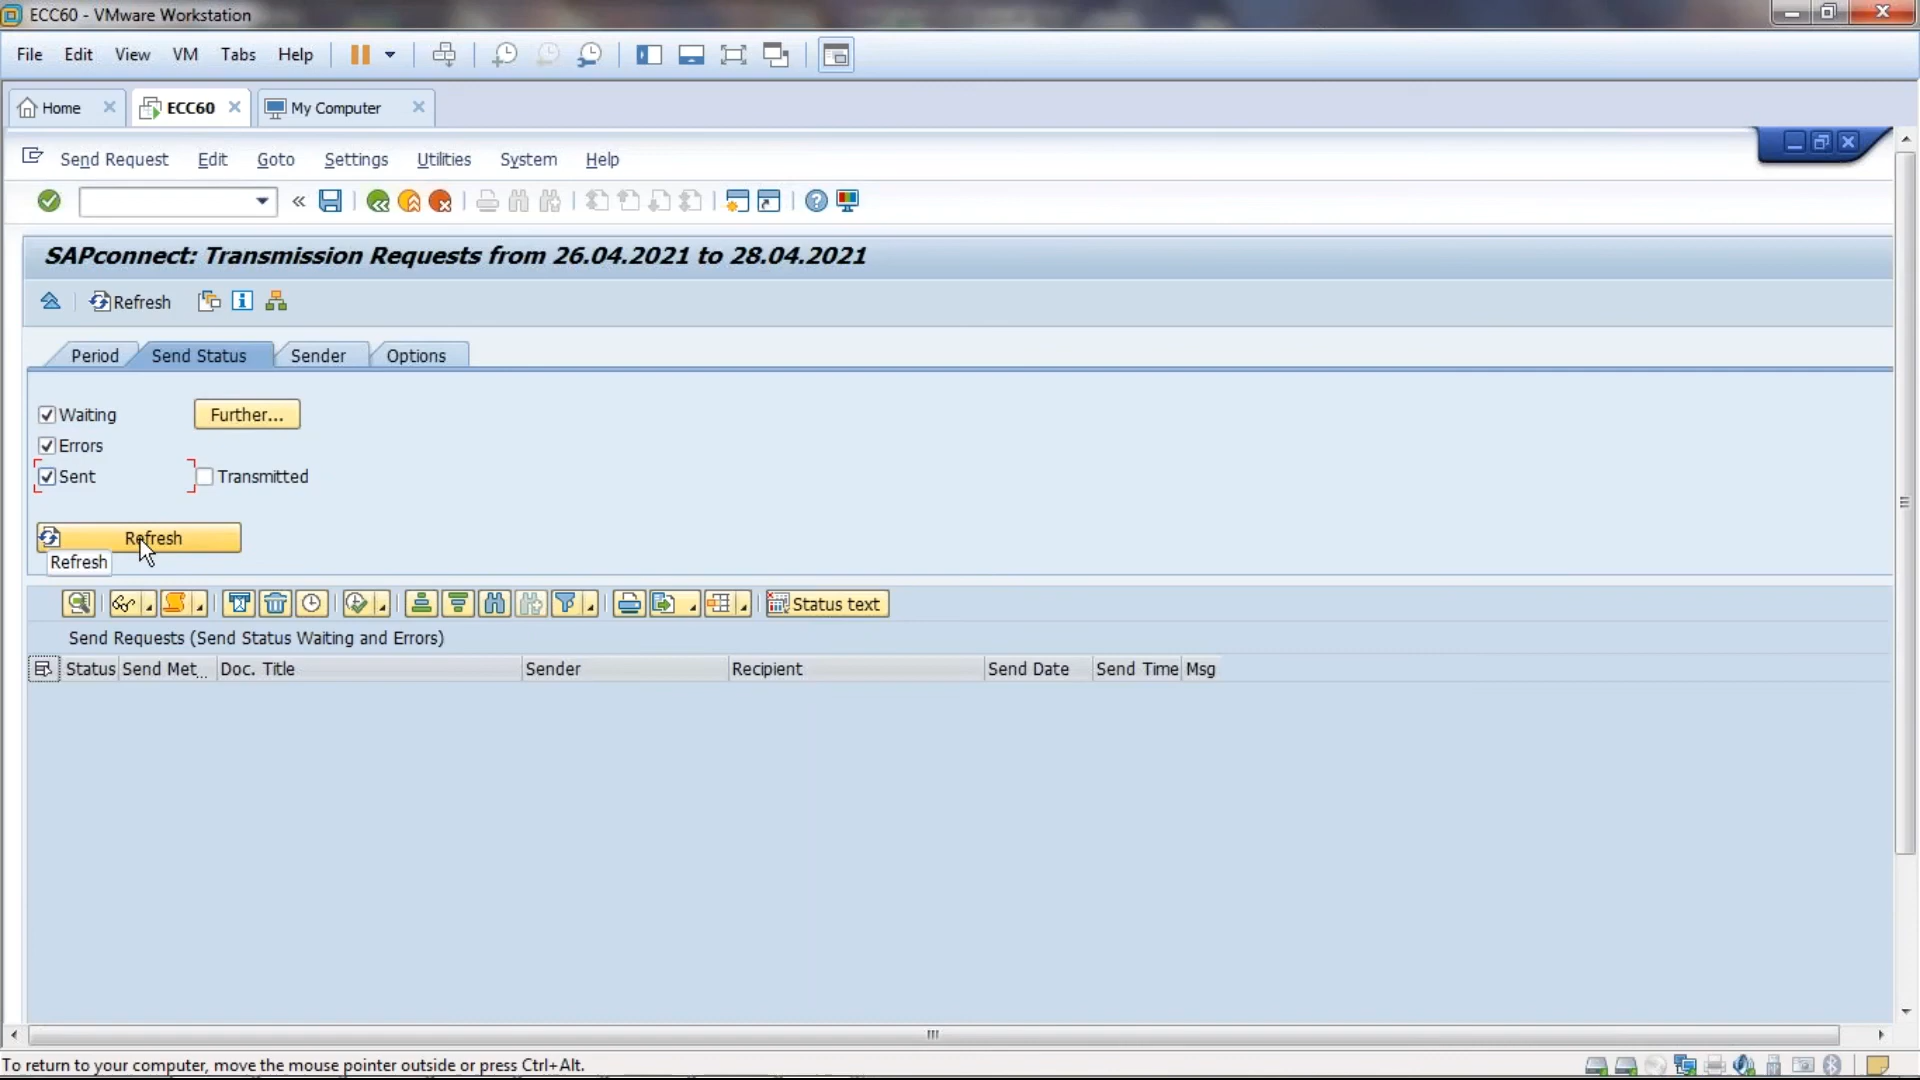 ECC60 - VMware Workstation
File Edit View VM Tabs Help
Home ECC60 My Computer
Send Request Edit Goto Settings Utilities System Help
SAPconnect: Transmission Requests from 26.04.2021 to 28.04.2021
Refresh
Period Send Status Sender Options
Waiting Further...
Errors
Sent Transmitted
Refresh
Refresh
Status text
Send Requests (Send Status Waiting and Errors)
Status Send Met... Doc. Title Sender Recipient Send Date Send Time Msg
To return to your computer, move the mouse pointer outside or press Ctrl+Alt.